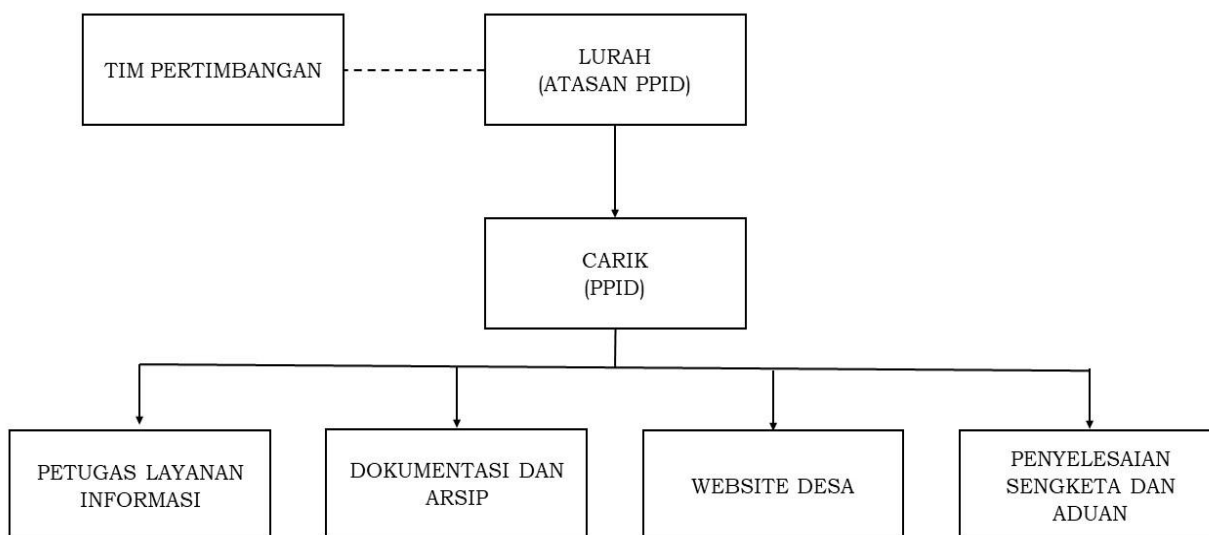 TIM PERTIMBANGAN
LURAH
(ATASAN PPID)
CARIK
(PPID)
PETUGAS LAYANAN
INFORMASI
DOKUMENTASI DAN
ARSIP
WEBSITE DESA
PENYELESAIAN
SENGKETA DAN
ADUAN